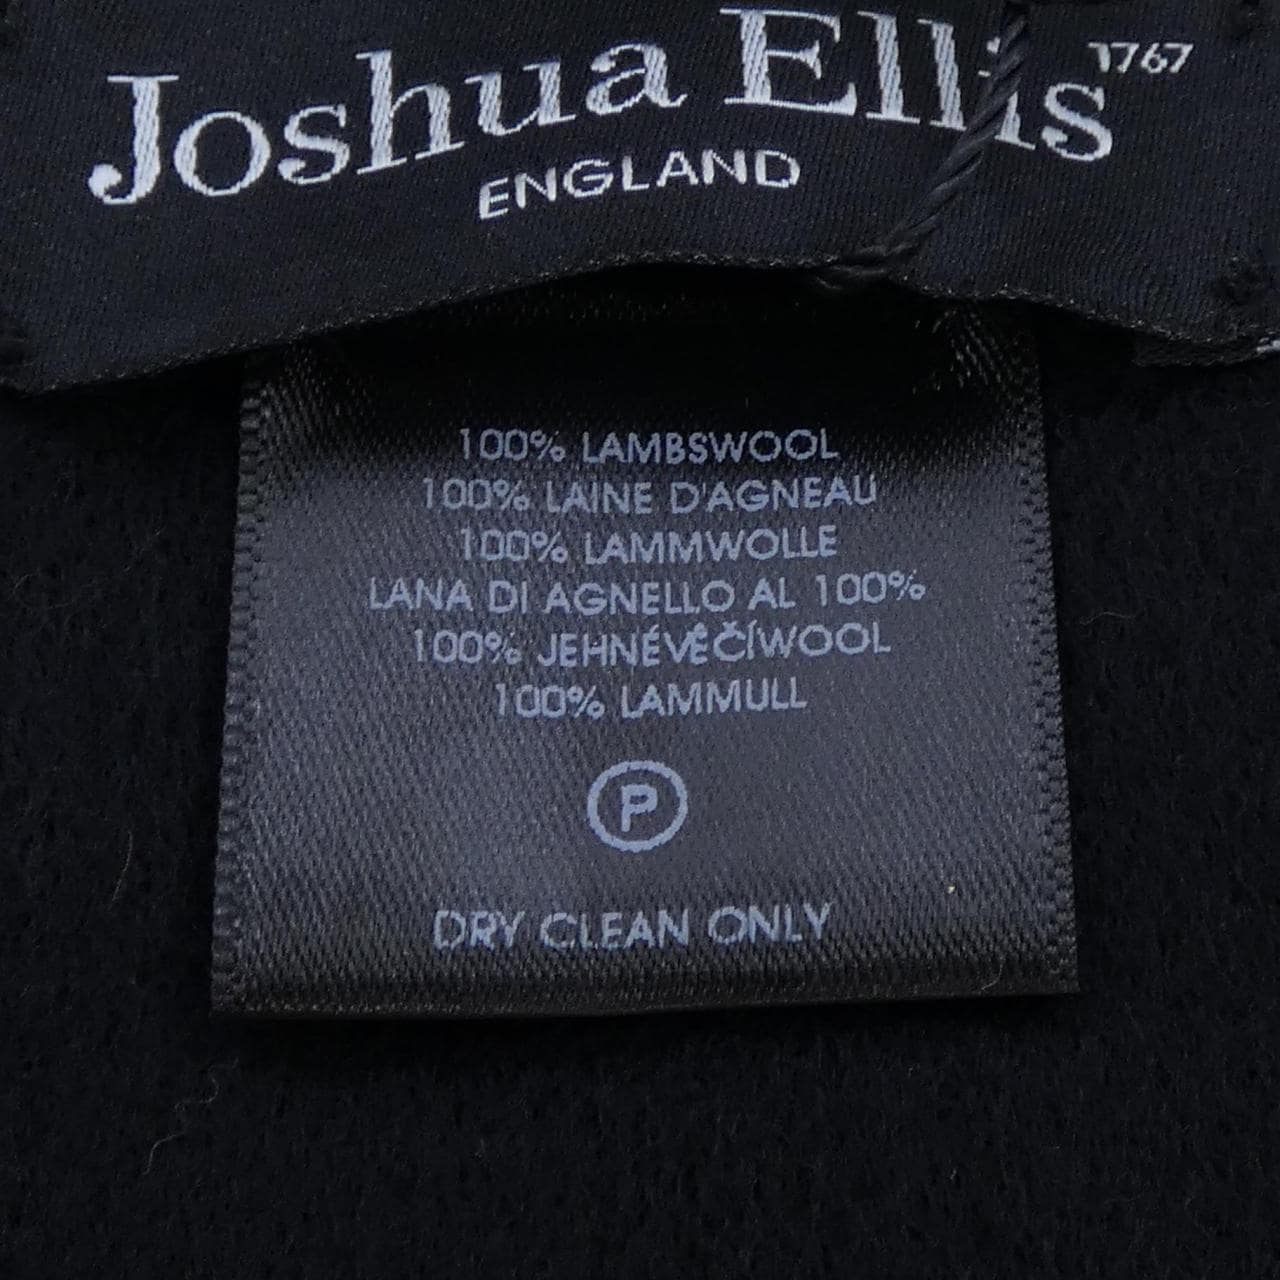 Joshua Ellis 1767
ENGLAND
100% LAMBSWOOL
100% LAINE D'AGNEAU
100% LAMMWOLLE
LANA DI AGNELLO AL 100%
100% JEHNÉVĚČÍWOOL
100% LAMMULL
P
DRY CLEAN ONLY